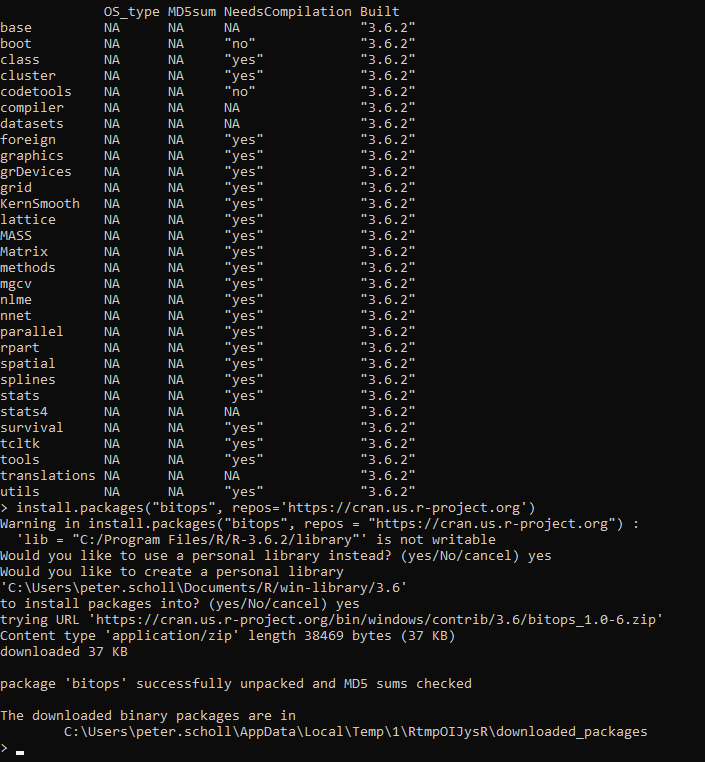 OS_type MD5sum NeedsCompilation Built
base NA NA NA "3.6.2"
boot NA NA "no" "3.6.2"
class NA NA "yes" "3.6.2"
cluster NA NA "yes" "3.6.2"
codetools NA NA "no" "3.6.2"
compiler NA NA NA "3.6.2"
datasets NA NA NA "3.6.2"
foreign NA NA "yes" "3.6.2"
graphics NA NA "yes" "3.6.2"
grDevices NA NA "yes" "3.6.2"
grid NA NA "yes" "3.6.2"
KernSmooth NA NA "yes" "3.6.2"
lattice NA NA "yes" "3.6.2"
MASS NA NA "yes" "3.6.2"
Matrix NA NA "yes" "3.6.2"
methods NA NA "yes" "3.6.2"
mgcv NA NA "yes" "3.6.2"
nlme NA NA "yes" "3.6.2"
nnet NA NA "yes" "3.6.2"
parallel NA NA "yes" "3.6.2"
rpart NA NA "yes" "3.6.2"
spatial NA NA "yes" "3.6.2"
splines NA NA "yes" "3.6.2"
stats NA NA "yes" "3.6.2"
stats4 NA NA NA "3.6.2"
survival NA NA "yes" "3.6.2"
tcltk NA NA "yes" "3.6.2"
tools NA NA "yes" "3.6.2"
translations NA NA NA "3.6.2"
utils NA NA "yes" "3.6.2"
> install.packages("bitops", repos='https://cran.us.r-project.org')
Warning in install.packages("bitops", repos = "https://cran.us.r-project.org") :
'lib = "C:/Program Files/R/R-3.6.2/library"' is not writable
Would you like to use a personal library instead? (yes/No/cancel) yes
Would you like to create a personal library
'C:\Users\peter.scholl\Documents/R/win-library/3.6'
to install packages into? (yes/No/cancel) yes
trying URL 'https://cran.us.r-project.org/bin/windows/contrib/3.6/bitops_1.0-6.zip'
Content type 'application/zip' length 38469 bytes (37 KB)
downloaded 37 KB
package 'bitops' successfully unpacked and MD5 sums checked
The downloaded binary packages are in
C:\Users\peter.scholl\AppData\Local\Temp\1\RtmpOIJysR\downloaded_packages
>